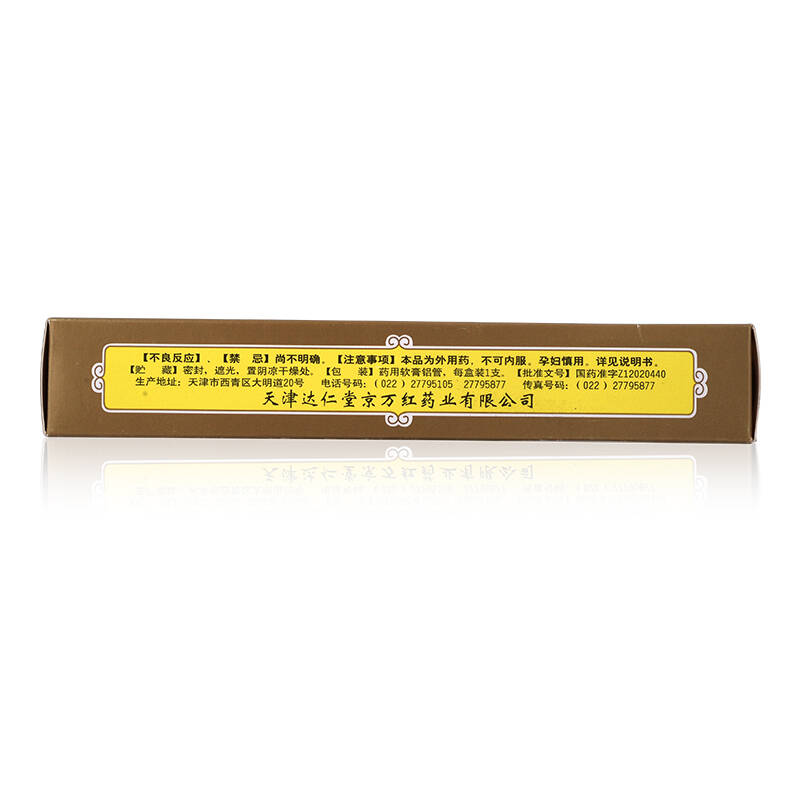 【不良反应】、【禁 忌】尚不明确。【注意事项】本品为外用药，不可内服。孕妇慎用。详见说明书。
【贮 藏】密封，遮光，置阴凉干燥处。【包 装】药用软膏铝管，每盒装1支。【批准文号】国药准字Z12020440
生产地址：天津市西青区大明道20号 电话号码：（022）27795105 27795877 传真号码：（022）27795877
天津达仁堂京万红药业有限公司